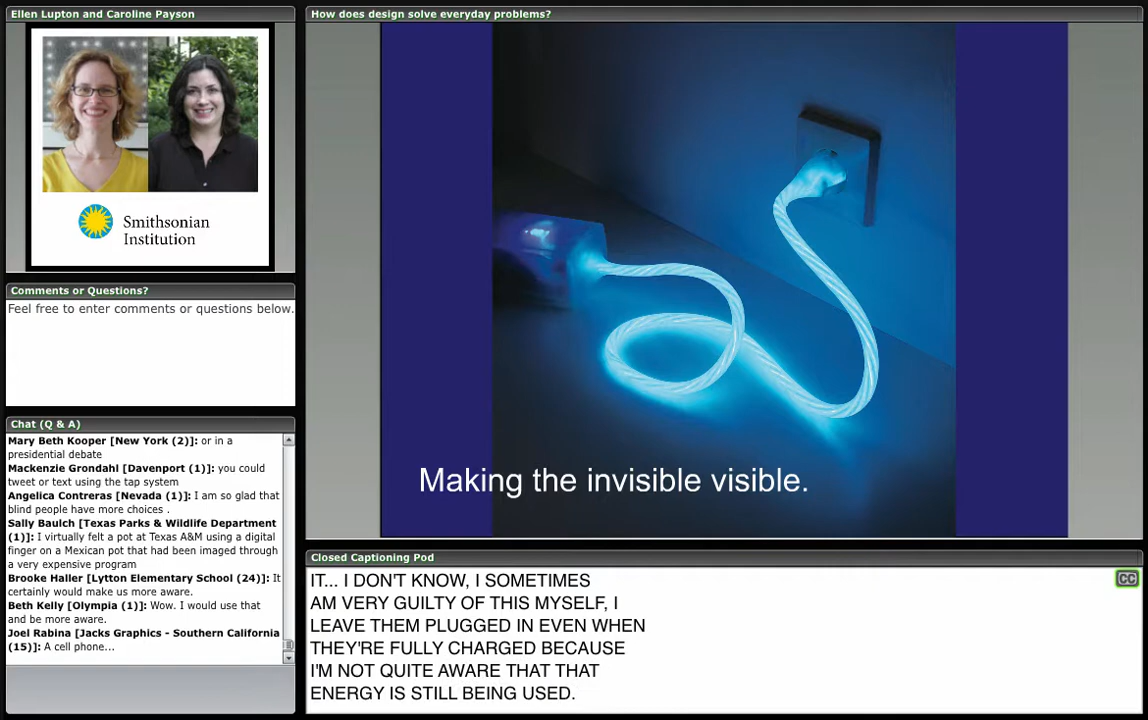 Ellen Lupton and Caroline Payson
Smithsonian
Institution
Comments or Questions?
Feel free to enter comments or questions below.
Chat (Q & A)
Mary Beth Kooper [New York (2)]: or in a
presidential debate
Mackenzie Grondahl [Davenport (1)]: you could
tweet or text using the tap system
Angelica Contreras [Nevada (1)]: I am so glad that
blind people have more choices .
Sally Baulch [Texas Parks & Wildlife Department
(1)]: I virtually felt a pot at Texas A&M using a digital
finger on a Mexican pot that had been imaged through
a very expensive program
Brooke Haller [Lytton Elementary School (24)]: It
certainly would make us more aware.
Beth Kelly [Olympia (1)]: Wow. I would use that
and be more aware.
Joel Rabina [Jacks Graphics - Southern California
(15)]: A cell phone...
How does design solve everyday problems?
Making the invisible visible.
Closed Captioning Pod
CC
IT... I DON'T KNOW, I SOMETIMES
AM VERY GUILTY OF THIS MYSELF, I
LEAVE THEM PLUGGED IN EVEN WHEN
THEY'RE FULLY CHARGED BECAUSE
I'M NOT QUITE AWARE THAT THAT
ENERGY IS STILL BEING USED.